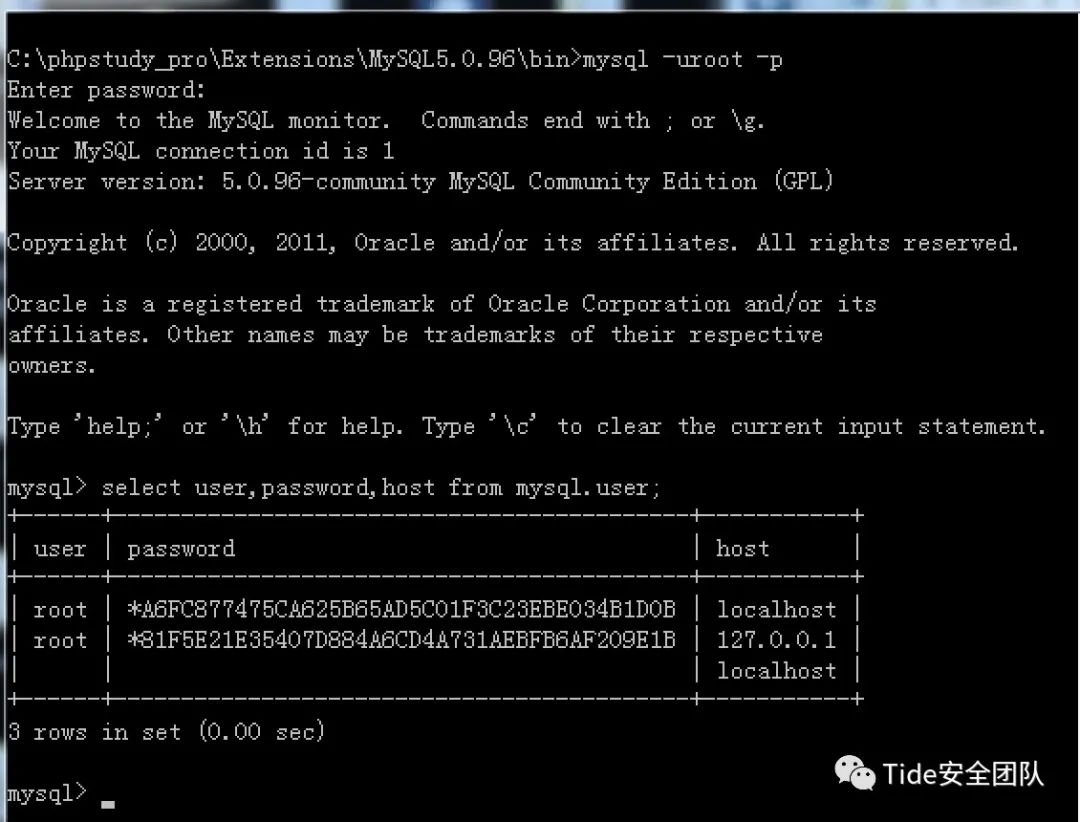 C:\phpstudy_pro\Extensions\MySQL5.0.96\bin>mysql -uroot -p
Enter password:
Welcome to the MySQL monitor.  Commands end with ; or \g.
Your MySQL connection id is 1
Server version: 5.0.96-community MySQL Community Edition (GPL)
Copyright (c) 2000, 2011, Oracle and/or its affiliates. All rights reserved.
Oracle is a registered trademark of Oracle Corporation and/or its
affiliates. Other names may be trademarks of their respective
owners.
Type 'help;' or '\h' for help. Type '\c' to clear the current input statement.
mysql> select user,password,host from mysql.user;
+------+-------------------------------------------+-----------+
| user | password                                  | host      |
+------+-------------------------------------------+-----------+
| root | *A6FC877475CA625B65AD5C01F3C23EBE034B1D0B | localhost |
| root | *81F5E21E35407D884A6CD4A731AEBFB6AF209E1B | 127.0.0.1 |
|      |                                           | localhost |
+------+-------------------------------------------+-----------+
3 rows in set (0.00 sec)
mysql>
Tide安全团队